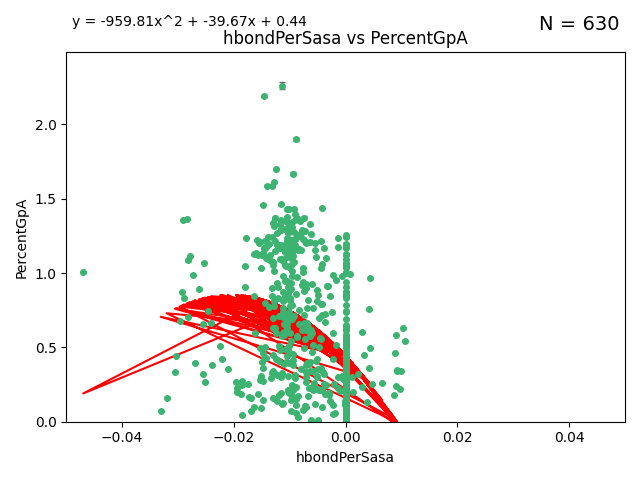 y = -959.81x^2 + -39.67x + 0.44
N = 630
hbondPerSasa vs PercentGpA
PercentGpA
2.0
1.5
1.0
0.5
0.0
−0.04
−0.02
0.00
0.02
0.04
hbondPerSasa